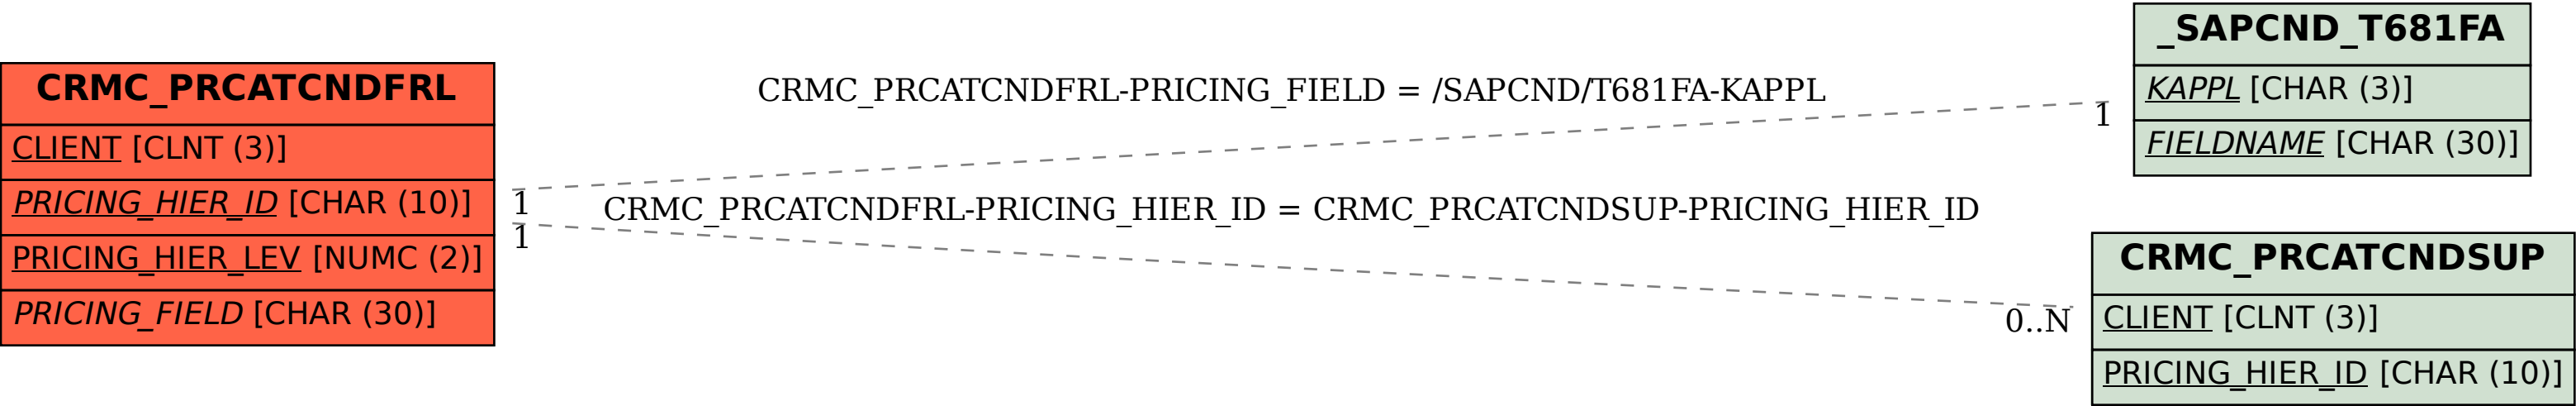 CRMC_PRCATCNDFRL
CLIENT [CLNT (3)]
PRICING_HIER_ID [CHAR (10)]
PRICING_HIER_LEV [NUMC (2)]
PRICING_FIELD [CHAR (30)]
CRMC_PRCATCNDFRL-PRICING_FIELD = /SAPCND/T681FA-KAPPL
1
1
CRMC_PRCATCNDFRL-PRICING_HIER_ID = CRMC_PRCATCNDSUP-PRICING_HIER_ID
1
0..N
_SAPCND_T681FA
KAPPL [CHAR (3)]
FIELDNAME [CHAR (30)]
CRMC_PRCATCNDSUP
CLIENT [CLNT (3)]
PRICING_HIER_ID [CHAR (10)]